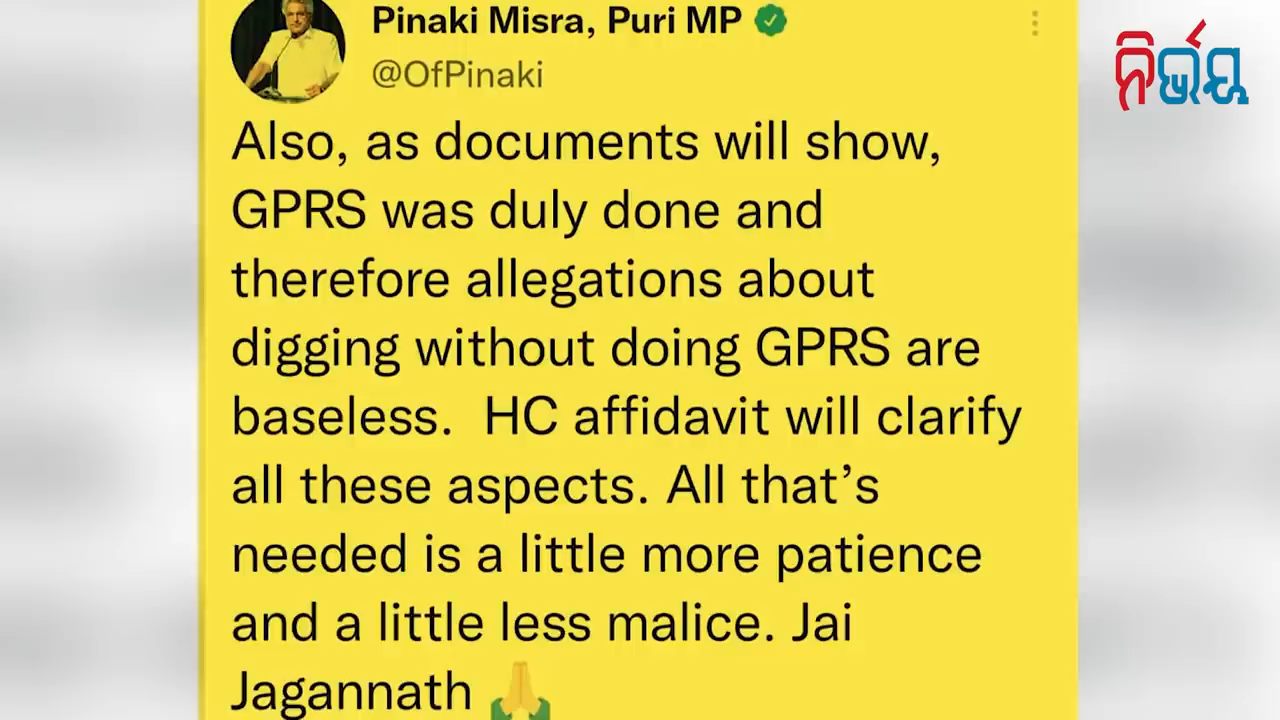 Pinaki Misra, Puri MP
@OfPinaki
ନିର୍ଭୟ
Also, as documents will show,
GPRS was duly done and
therefore allegations about
digging without doing GPRS are
baseless.  HC affidavit will clarify
all these aspects. All that’s
needed is a little more patience
and a little less malice. Jai
Jagannath 🙏